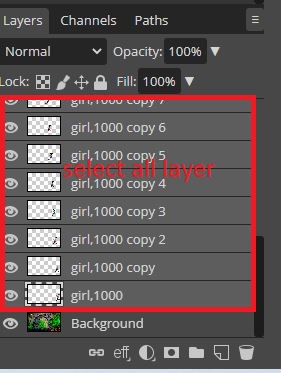 Layers Channels Paths
Normal Opacity: 100%
Lock: Fill: 100%
girl,1000 copy 7
girl,1000 copy 6
girl,1000 copy 5
select all layer
girl,1000 copy 4
girl,1000 copy 3
girl,1000 copy 2
girl,1000 copy
girl,1000
Background
eff